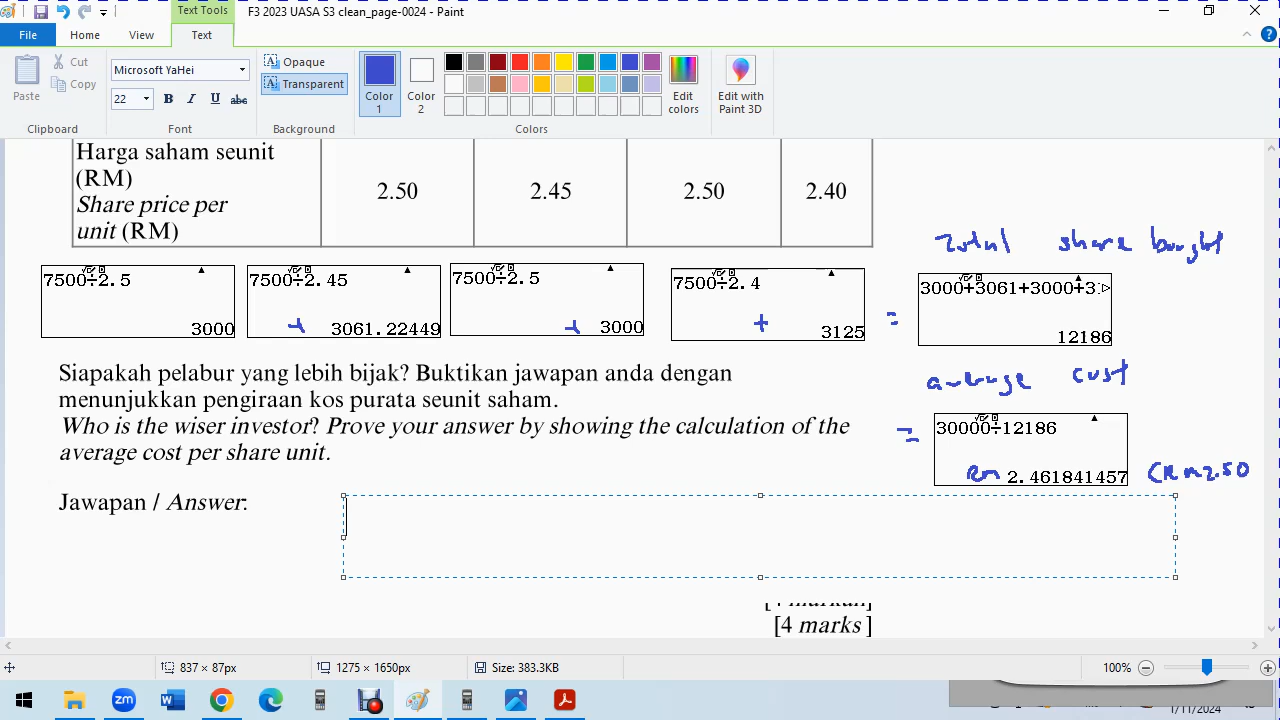 F3 2023 UASA S3 clean_page-0024 - Paint
Text Tools
File
Home
View
Text
Paste
Cut
Copy
Clipboard
Microsoft YaHei
22
B I U abc
Font
Opaque
Transparent
Background
Color 1
Color 2
Colors
Edit colors
Edit with Paint 3D
Harga saham seunit
(RM)
Share price per
unit (RM)
2.50 2.45 2.50 2.40
Total share bought
7500÷2.5
3000
7500÷2.45
+ 3061.22449
7500÷2.5
+ 3000
7500÷2.4
+ 3125
=
3000+3061+3000+3
12186
Siapakah pelabur yang lebih bijak? Buktikan jawapan anda dengan
menunjukkan pengiraan kos purata seunit saham.
Who is the wiser investor? Prove your answer by showing the calculation of the
average cost per share unit.
average cost
=
30000÷12186
RM 2.461841457
< RM 2.50
Jawapan / Answer:
[4 markah]
[4 marks ]
837 × 87px
1275 × 1650px
Size: 383.3KB
100%
1/11/2024